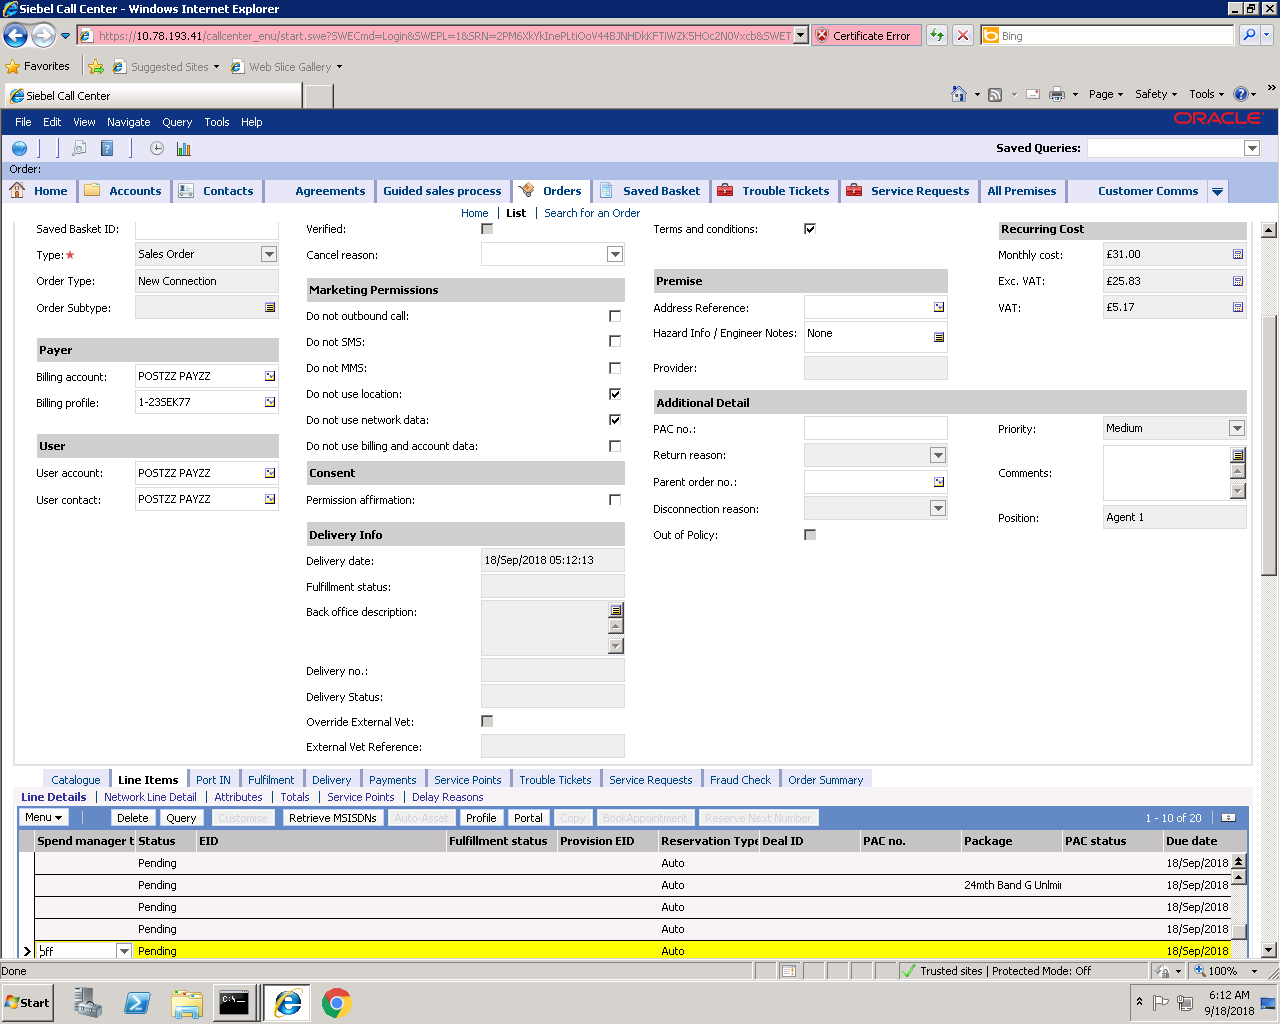 Siebel Call Center - Windows Internet Explorer
https://10.78.193.41/callcenter_enu/start.swe?SWECmd=Login&SWEPL=1&SRN=2PM6XkYkInePLtiOoV44BJNHDkKFTiWZK5HOc2N0Vxcb&SWET
Certificate Error
Bing
Favorites
Suggested Sites
Web Slice Gallery
Siebel Call Center
Page
Safety
Tools
File Edit View Navigate Query Tools Help
ORACLE
Saved Queries:
Order:
Home Accounts Contacts Agreements Guided sales process Orders Saved Basket Trouble Tickets Service Requests All Premises Customer Comms
Home | List | Search for an Order
Saved Basket ID: Verified: Terms and conditions: Recurring Cost
Type: Sales Order Cancel reason: Monthly cost: £31.00
Order Type: New Connection Marketing Permissions Premise Exc. VAT: £25.83
Order Subtype: Do not outbound call: Address Reference: VAT: £5.17
Do not SMS: Hazard Info / Engineer Notes: None
Payer
Billing account: POSTZZ PAYZZ Do not MMS: Provider:
Billing profile: 1-23SEK77 Do not use location: Additional Detail
Do not use network data: PAC no.: Priority: Medium
User Do not use billing and account data: Return reason:
User account: POSTZZ PAYZZ Consent Parent order no.: Comments:
User contact: POSTZZ PAYZZ Permission affirmation: Disconnection reason: Position: Agent 1
Delivery Info Out of Policy:
Delivery date: 18/Sep/2018 05:12:13
Fulfillment status:
Back office description:
Delivery no.:
Delivery Status:
Override External Vet:
External Vet Reference:
Catalogue Line Items Port IN Fulfilment Delivery Payments Service Points Trouble Tickets Service Requests Fraud Check Order Summary
Line Details | Network Line Detail | Attributes | Totals | Service Points | Delay Reasons
Menu Delete Query Customise Retrieve MSISDNs Auto-Asset Profile Portal Copy BookAppointment Reserve Next Number 1 - 10 of 20
Spend manager t Status EID Fulfillment status Provision EID Reservation Type Deal ID PAC no. Package PAC status Due date
Pending Auto 18/Sep/2018
Pending Auto 24mth Band G Unlmi 18/Sep/2018
Pending Auto 18/Sep/2018
Pending Auto 18/Sep/2018
Pending Auto 18/Sep/2018
Done Trusted sites | Protected Mode: Off 100%
Start 6:12 AM
9/18/2018